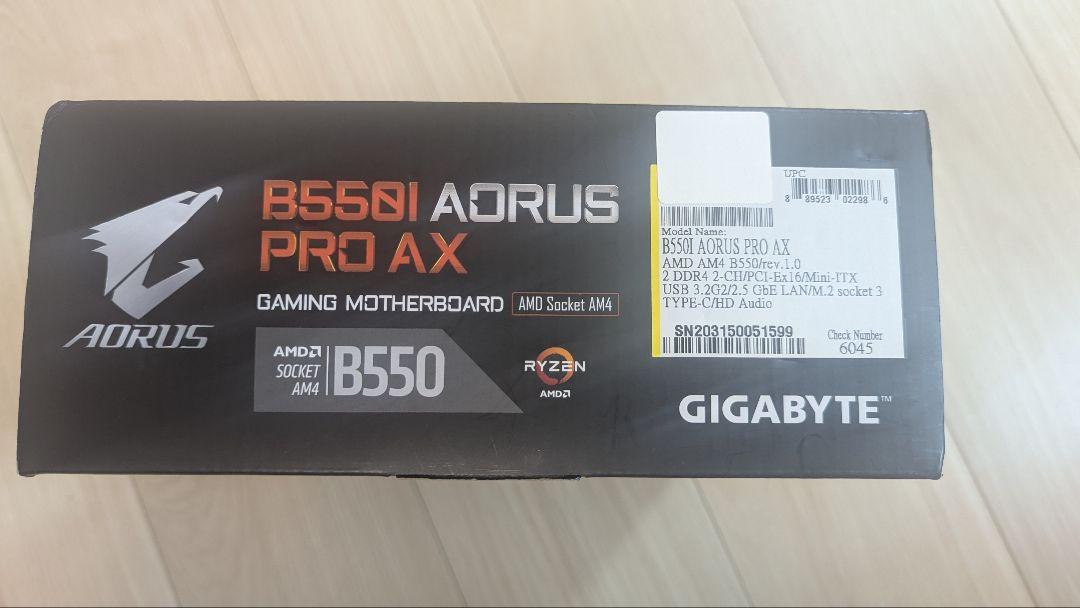 AORUS
B550I AORUS
PRO AX
GAMING MOTHERBOARD
AMD Socket AM4
AMD
SOCKET
AM4
B550
RYZEN
AMD
UPC
8 89523 02298 6
Model Name:
B550I AORUS PRO AX
AMD AM4 B550/rev.1.0
2 DDR4 2-CH/PCI-Ex16/Mini-ITX
USB 3.2G2/2.5 GbE LAN/M.2 socket 3
TYPE-C/HD Audio
SN203150051599
Check Number
6045
GIGABYTE™